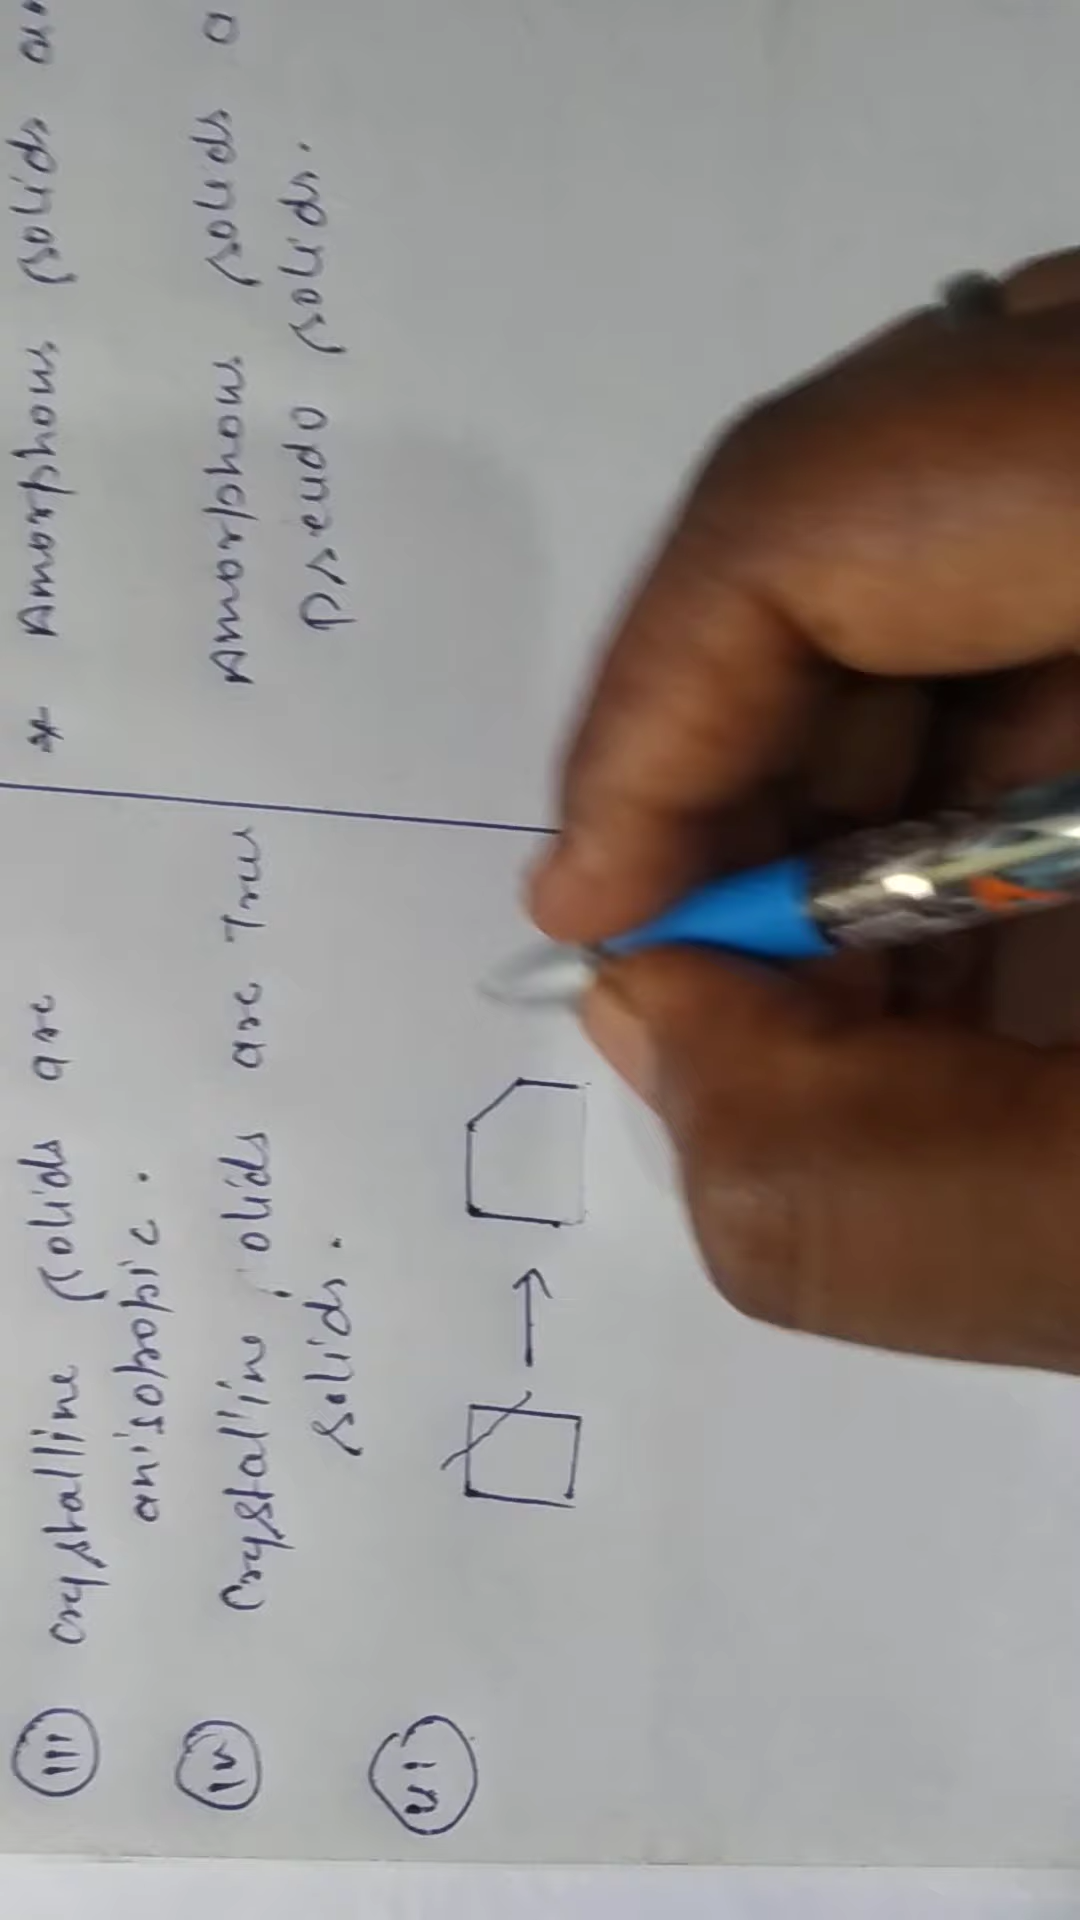 (iii) crystalline solids are * Amorphous solids
anisotropic.
(iv) Crystalline solids are True Amorphous solids
solids. Pseudo solids.
(vi)